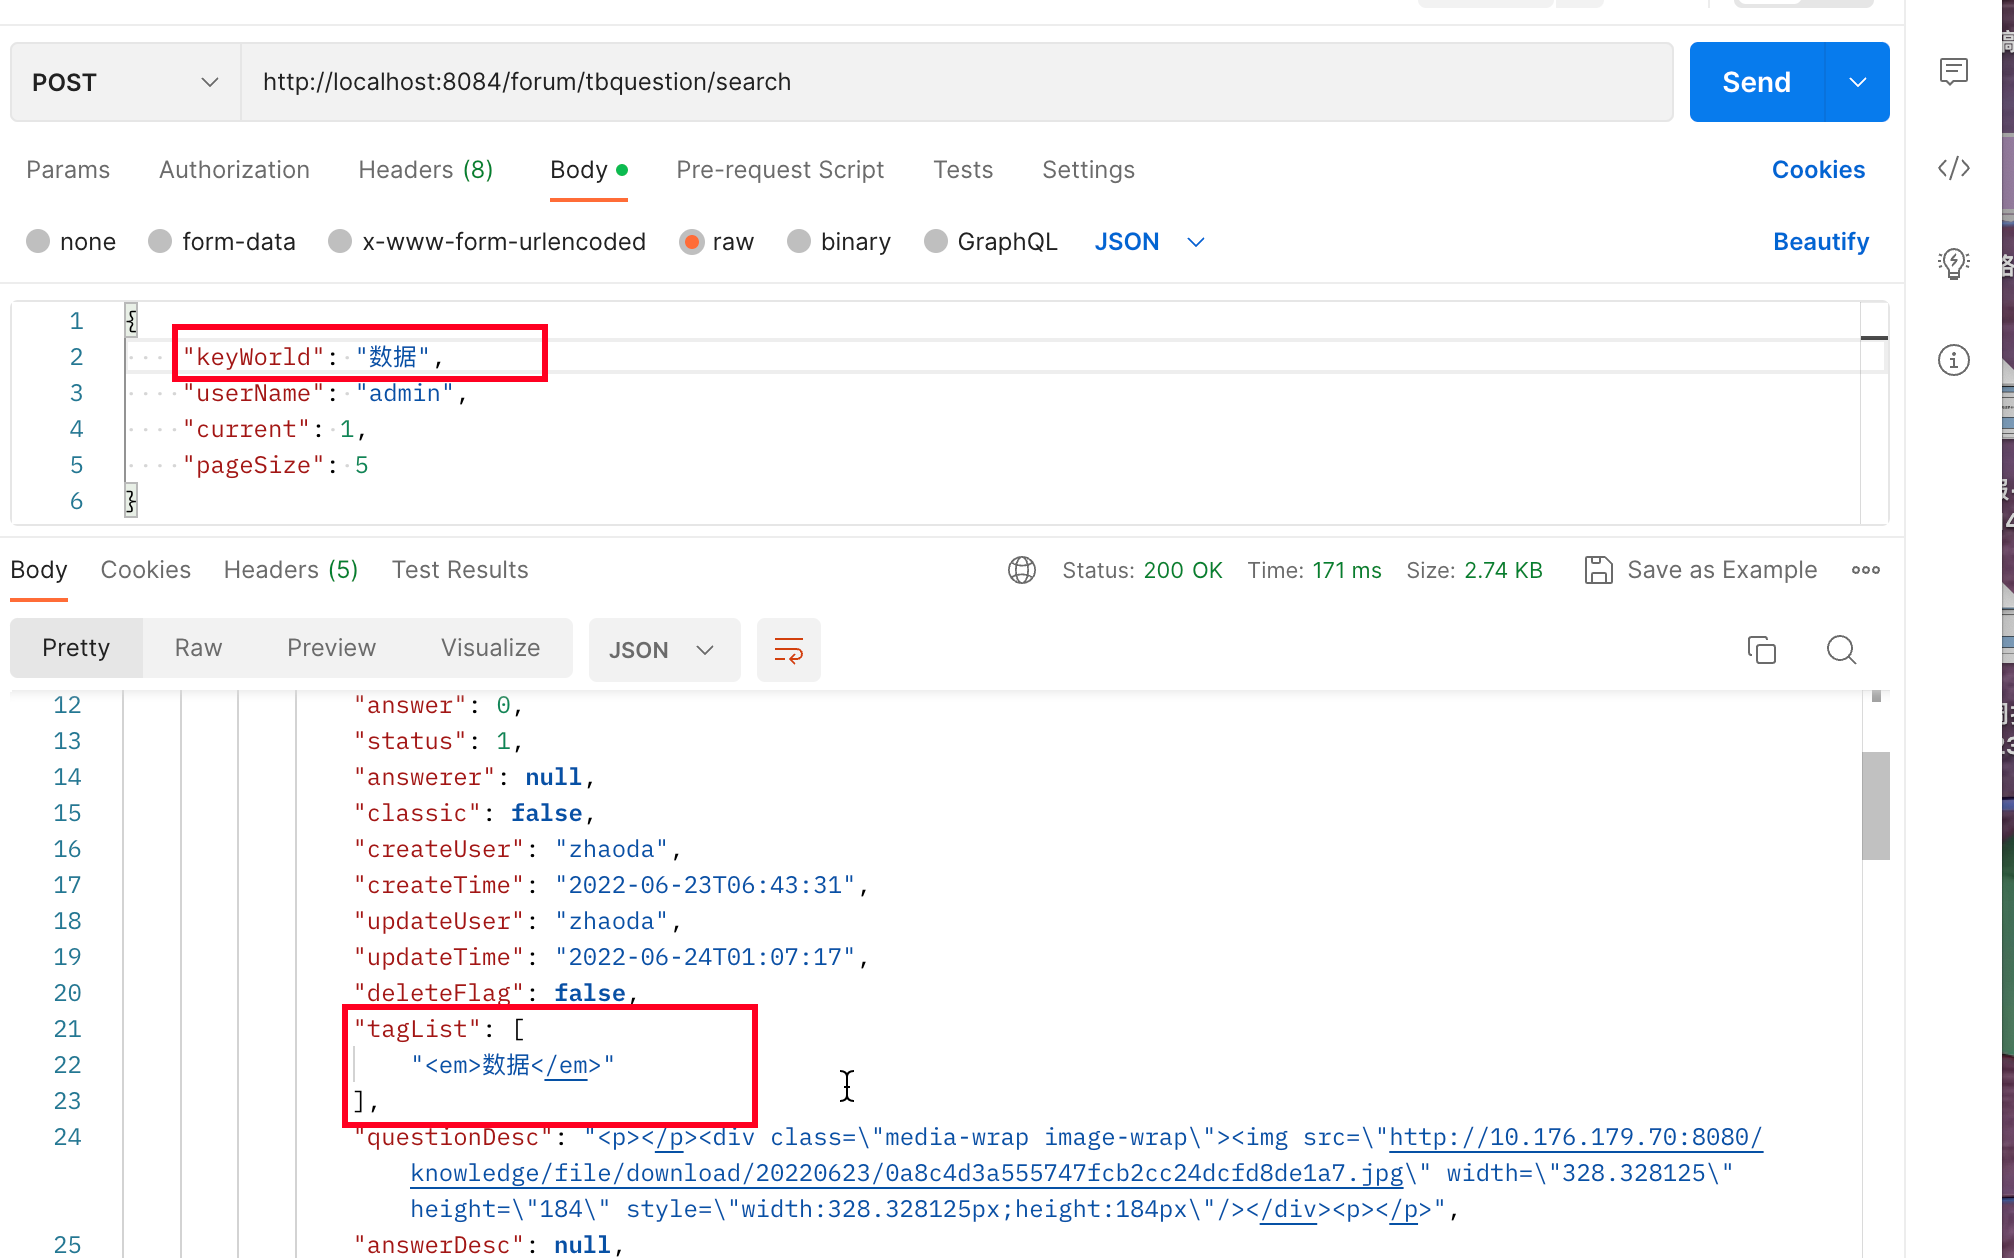 POST http://localhost:8084/forum/tbquestion/search Send
Params Authorization Headers (8) Body Pre-request Script Tests Settings Cookies
none form-data x-www-form-urlencoded raw binary GraphQL JSON Beautify
1 {
2 "keyWorld": "数据",
3 "userName": "admin",
4 "current": 1,
5 "pageSize": 5
6 }
Body Cookies Headers (5) Test Results Status: 200 OK Time: 171 ms Size: 2.74 KB Save as Example
Pretty Raw Preview Visualize JSON
12 "answer": 0,
13 "status": 1,
14 "answerer": null,
15 "classic": false,
16 "createUser": "zhaoda",
17 "createTime": "2022-06-23T06:43:31",
18 "updateUser": "zhaoda",
19 "updateTime": "2022-06-24T01:07:17",
20 "deleteFlag": false,
21 "tagList": [
22 "<em>数据</em>"
23 ],
24 "questionDesc": "<p></p><div class=\"media-wrap image-wrap\"><img src=\"http://10.176.179.70:8080/
knowledge/file/download/20220623/0a8c4d3a555747fcb2cc24dcfd8de1a7.jpg\" width=\"328.328125\"
height=\"184\" style=\"width:328.328125px;height:184px\"/></div><p></p>",
25 "answerDesc": null,